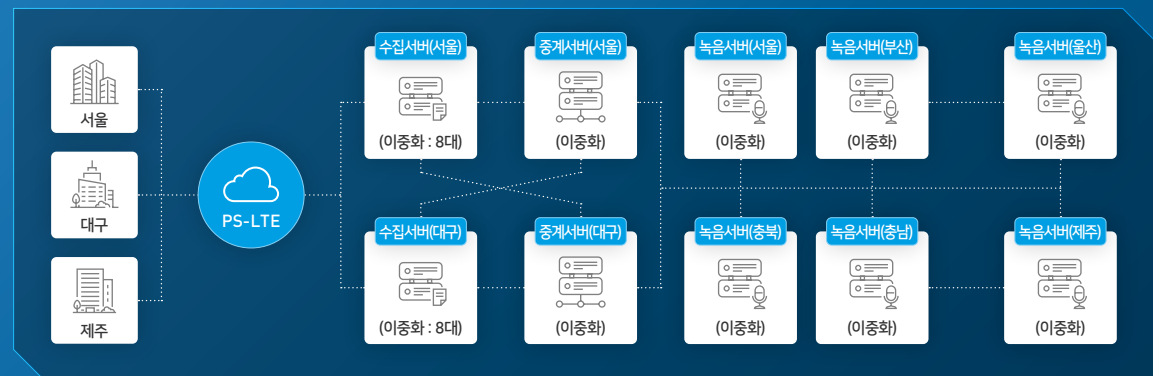 서울
대구
제주
PS-LTE
수집서버(서울)
(이중화 : 8대)
중계서버(서울)
(이중화)
녹음서버(서울)
(이중화)
녹음서버(부산)
(이중화)
녹음서버(울산)
(이중화)
수집서버(대구)
(이중화 : 8대)
중계서버(대구)
(이중화)
녹음서버(충북)
(이중화)
녹음서버(충남)
(이중화)
녹음서버(제주)
(이중화)